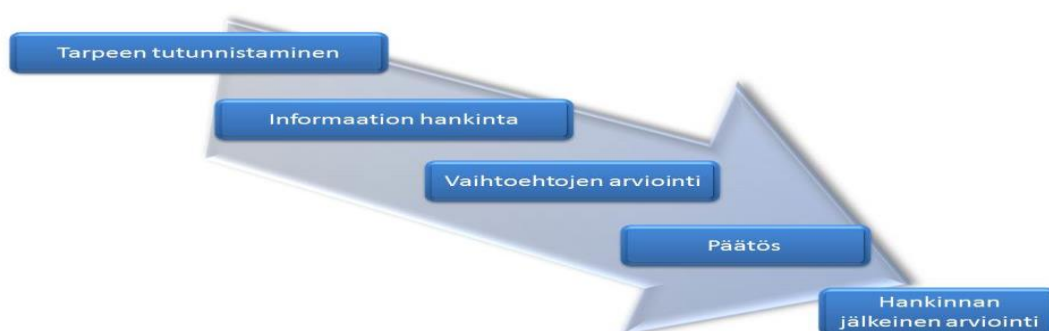 Tarpeen tutunnistaminen
Informaation hankinta
Vaihtoehtojen arviointi
Päätös
Hankinnan
jälkeinen arviointi